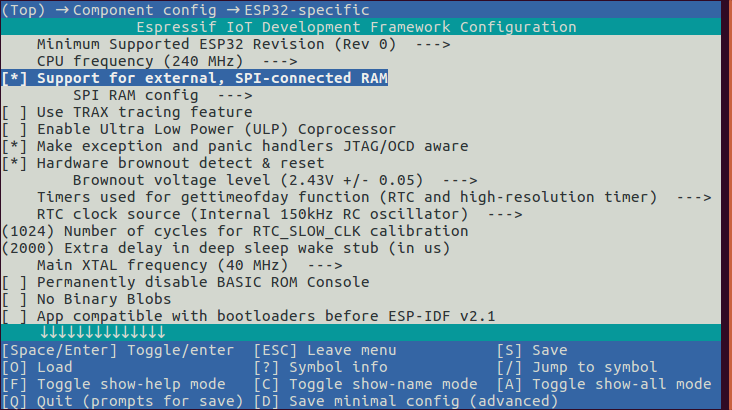 (Top) → Component config → ESP32-specific
Espressif IoT Development Framework Configuration
Minimum Supported ESP32 Revision (Rev 0)  --->
CPU frequency (240 MHz)  --->
[*] Support for external, SPI-connected RAM
SPI RAM config  --->
[ ] Use TRAX tracing feature
[ ] Enable Ultra Low Power (ULP) Coprocessor
[*] Make exception and panic handlers JTAG/OCD aware
[*] Hardware brownout detect & reset
Brownout voltage level (2.43V +/- 0.05)  --->
Timers used for gettimeofday function (RTC and high-resolution timer)  --->
RTC clock source (Internal 150kHz RC oscillator)  --->
(1024) Number of cycles for RTC_SLOW_CLK calibration
(2000) Extra delay in deep sleep wake stub (in us)
Main XTAL frequency (40 MHz)  --->
[ ] Permanently disable BASIC ROM Console
[ ] No Binary Blobs
[ ] App compatible with bootloaders before ESP-IDF v2.1
↓↓↓↓↓↓↓↓↓↓↓↓↓↓
[Space/Enter] Toggle/enter  [ESC] Leave menu  [S] Save
[O] Load  [?] Symbol info  [/] Jump to symbol
[F] Toggle show-help mode  [C] Toggle show-name mode  [A] Toggle show-all mode
[Q] Quit (prompts for save)  [D] Save minimal config (advanced)